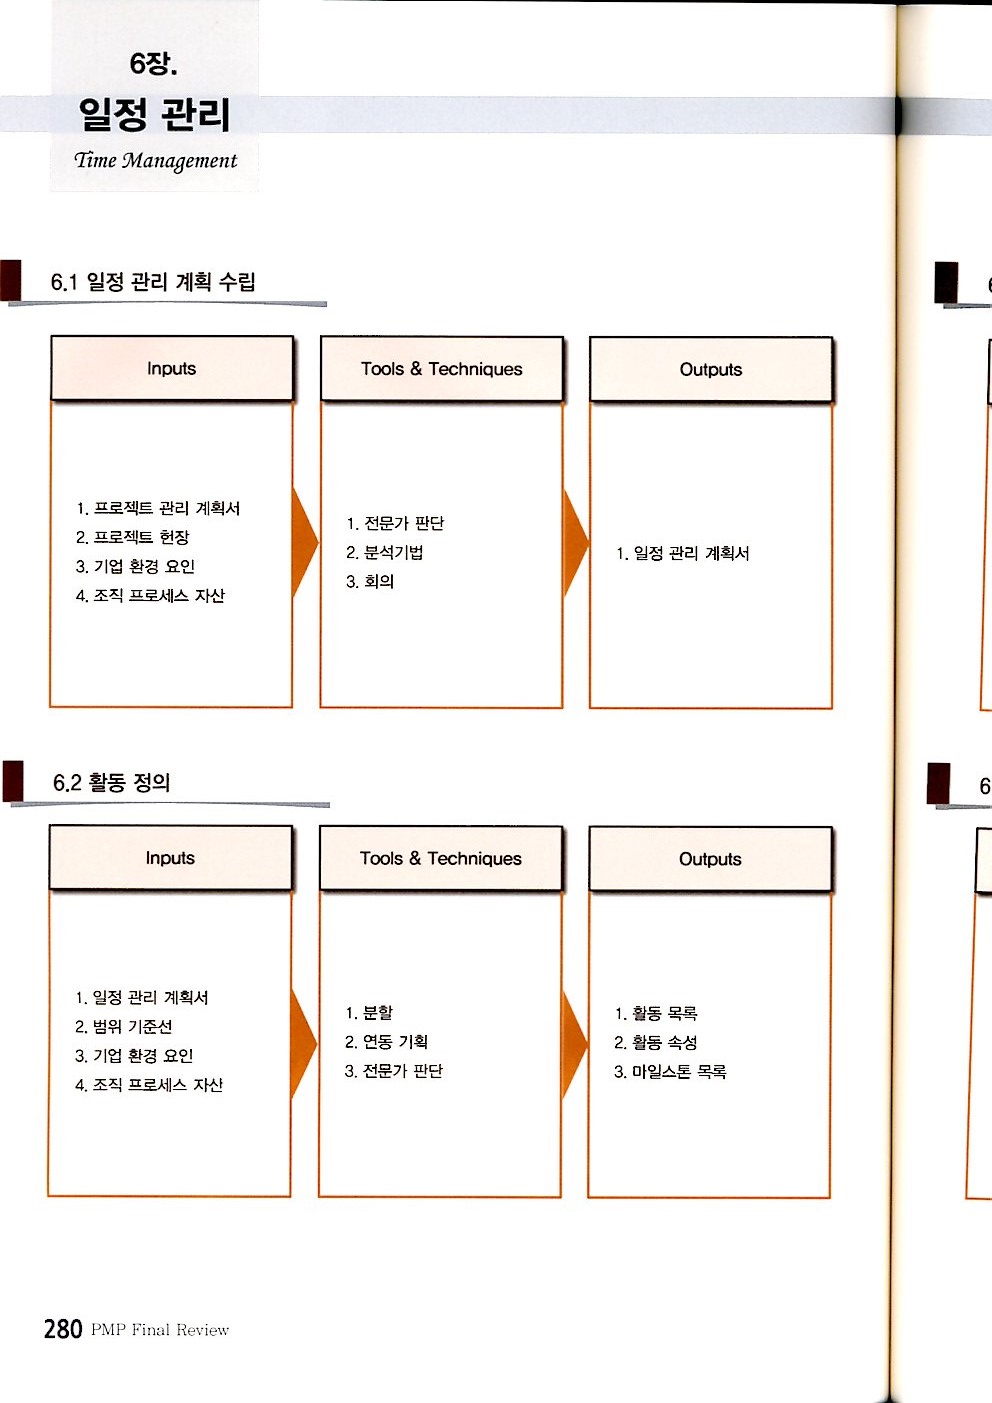 6장.
일정 관리
Time Management
6.1 일정 관리 계획 수립
Inputs
1. 프로젝트 관리 계획서
2. 프로젝트 헌장
3. 기업 환경 요인
4. 조직 프로세스 자산
Tools & Techniques
1. 전문가 판단
2. 분석기법
3. 회의
Outputs
1. 일정 관리 계획서
6.2 활동 정의
Inputs
1. 일정 관리 계획서
2. 범위 기준선
3. 기업 환경 요인
4. 조직 프로세스 자산
Tools & Techniques
1. 분할
2. 연동 기획
3. 전문가 판단
Outputs
1. 활동 목록
2. 활동 속성
3. 마일스톤 목록
280 PMP Final Review
6